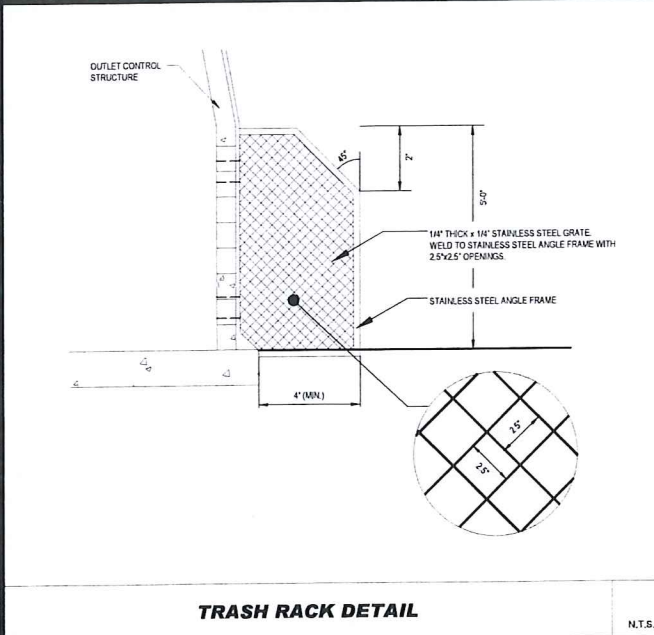 OUTLET CONTROL
STRUCTURE
45°
2"
5'-0"
1/4" THICK x 1/4" STAINLESS STEEL GRATE.
WELD TO STAINLESS STEEL ANGLE FRAME WITH
2.5"x2.5" OPENINGS.
STAINLESS STEEL ANGLE FRAME
4" (MIN.)
2.5"
2.5"
TRASH RACK DETAIL
N.T.S.